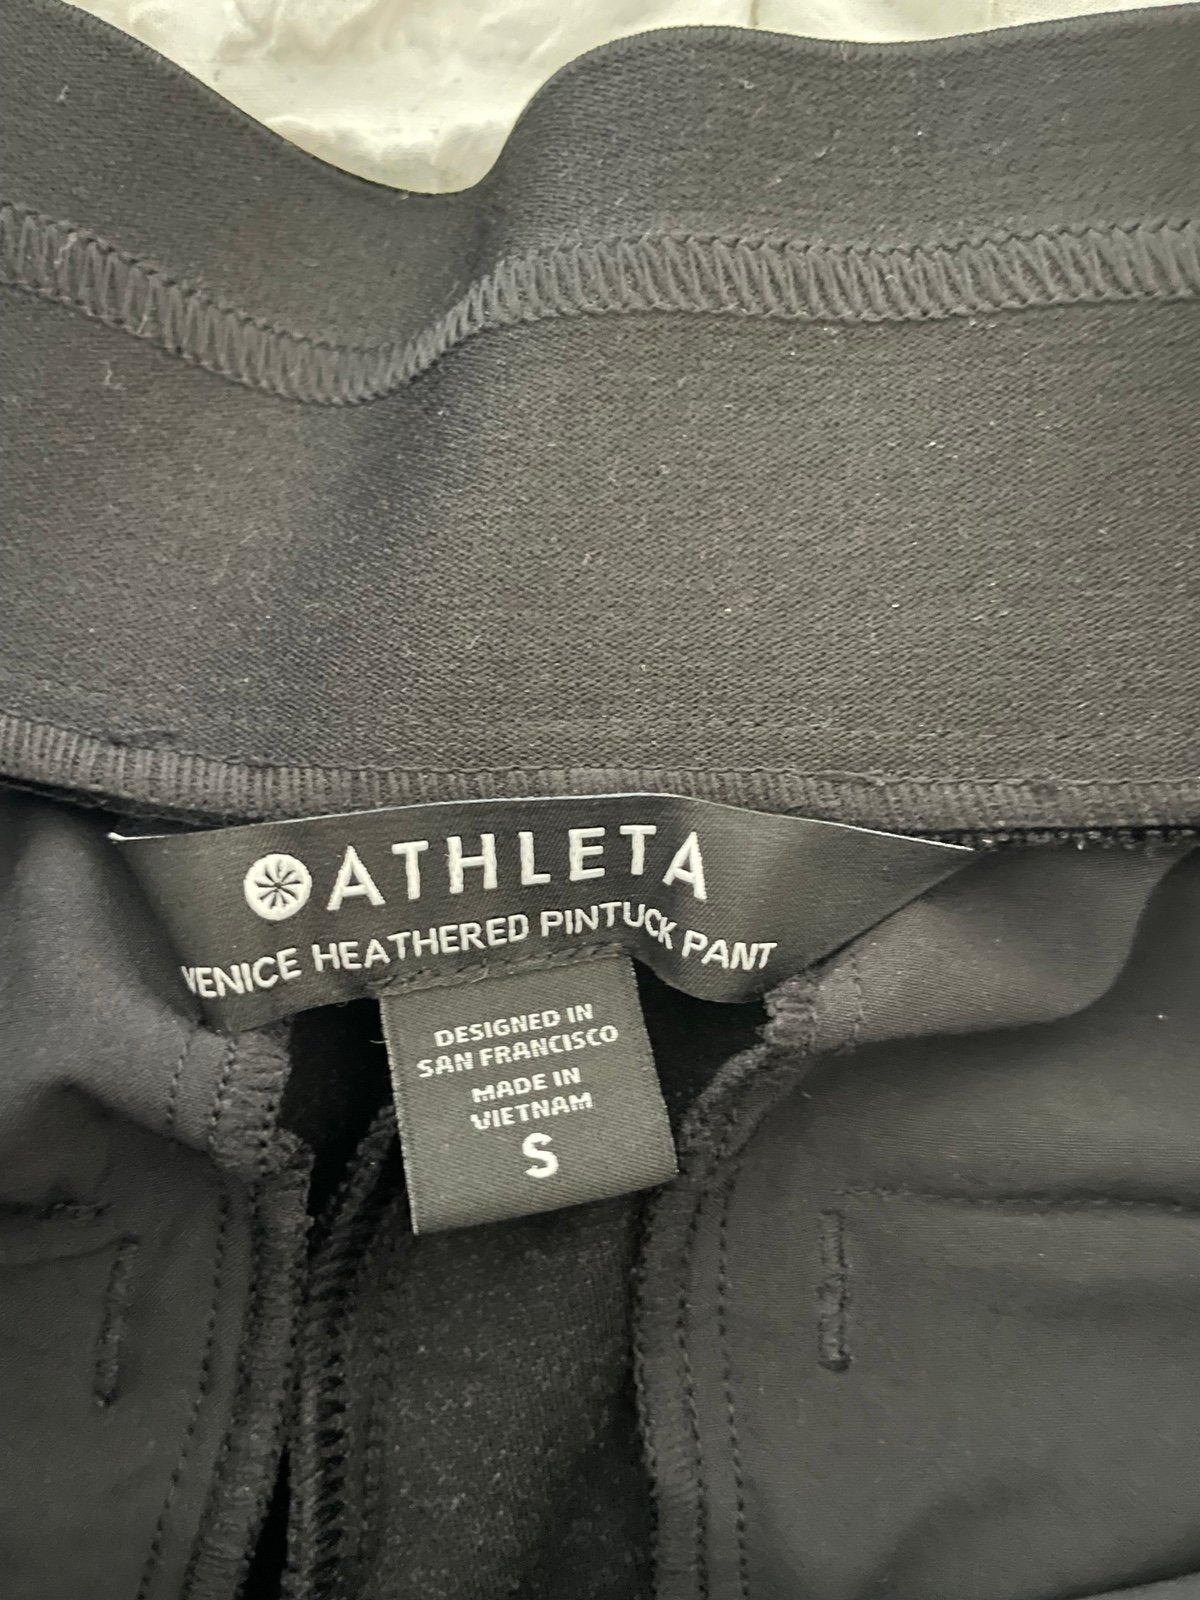 ATHLETA
VENICE HEATHERED PINTUCK PANT
DESIGNED IN
SAN FRANCISCO
MADE IN
VIETNAM
S